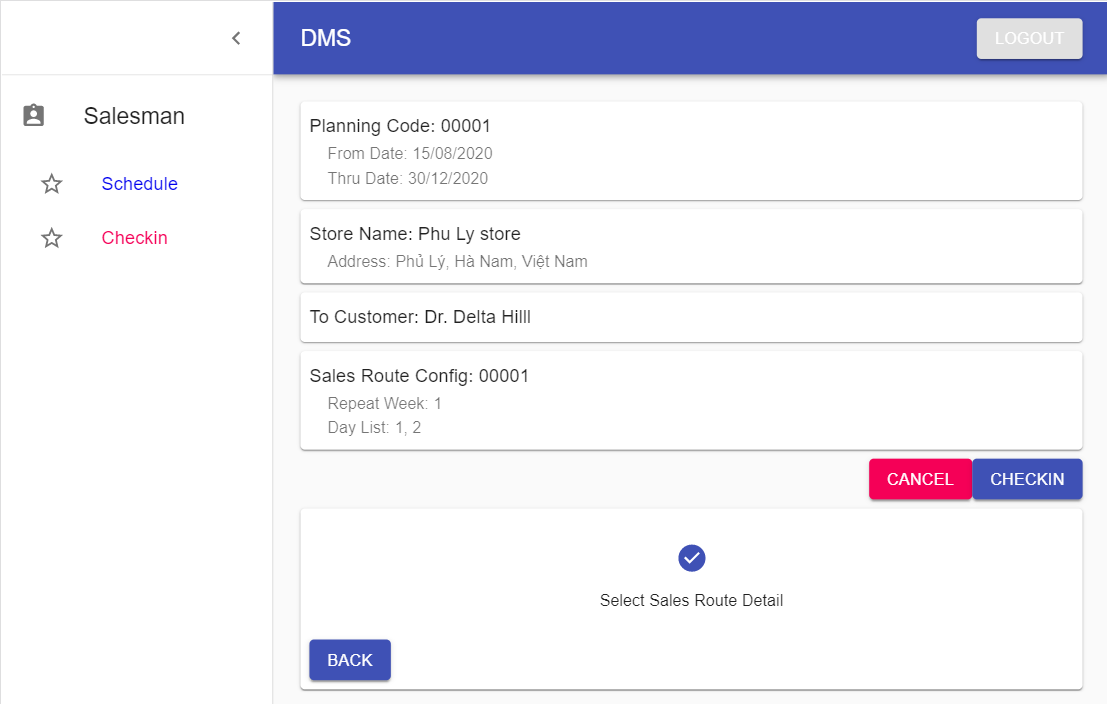 DMS
LOGOUT
Salesman
Schedule
Checkin
Planning Code: 00001
From Date: 15/08/2020
Thru Date: 30/12/2020
Store Name: Phu Ly store
Address: Phủ Lý, Hà Nam, Việt Nam
To Customer: Dr. Delta Hilll
Sales Route Config: 00001
Repeat Week: 1
Day List: 1, 2
CANCEL
CHECKIN
Select Sales Route Detail
BACK